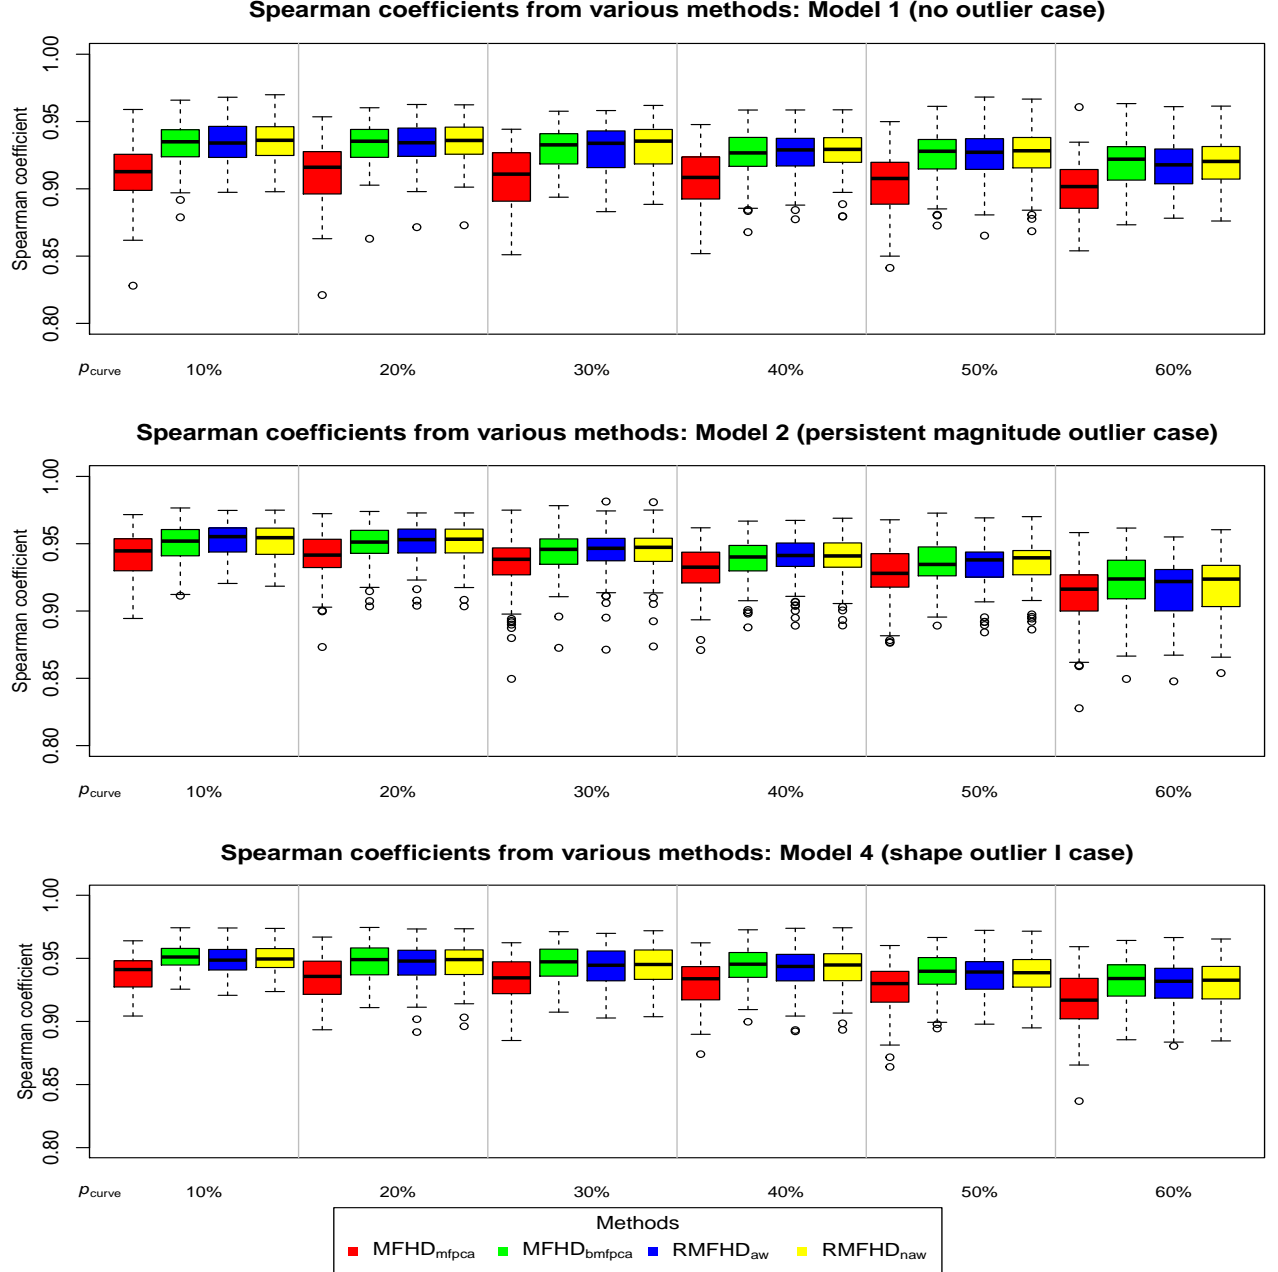 Spearman coefficients from various methods: Model 1 (no outlier case)
Spearman coefficient
1.00
0.95
0.90
0.85
0.80
pcurve 10% 20% 30% 40% 50% 60%
Spearman coefficients from various methods: Model 2 (persistent magnitude outlier case)
Spearman coefficient
1.00
0.95
0.90
0.85
0.80
pcurve 10% 20% 30% 40% 50% 60%
Spearman coefficients from various methods: Model 4 (shape outlier I case)
Spearman coefficient
1.00
0.95
0.90
0.85
0.80
pcurve 10% 20% 30% 40% 50% 60%
Methods
MFHDmfpca MFHDbmfpca RMFHDaw RMFHDnaw